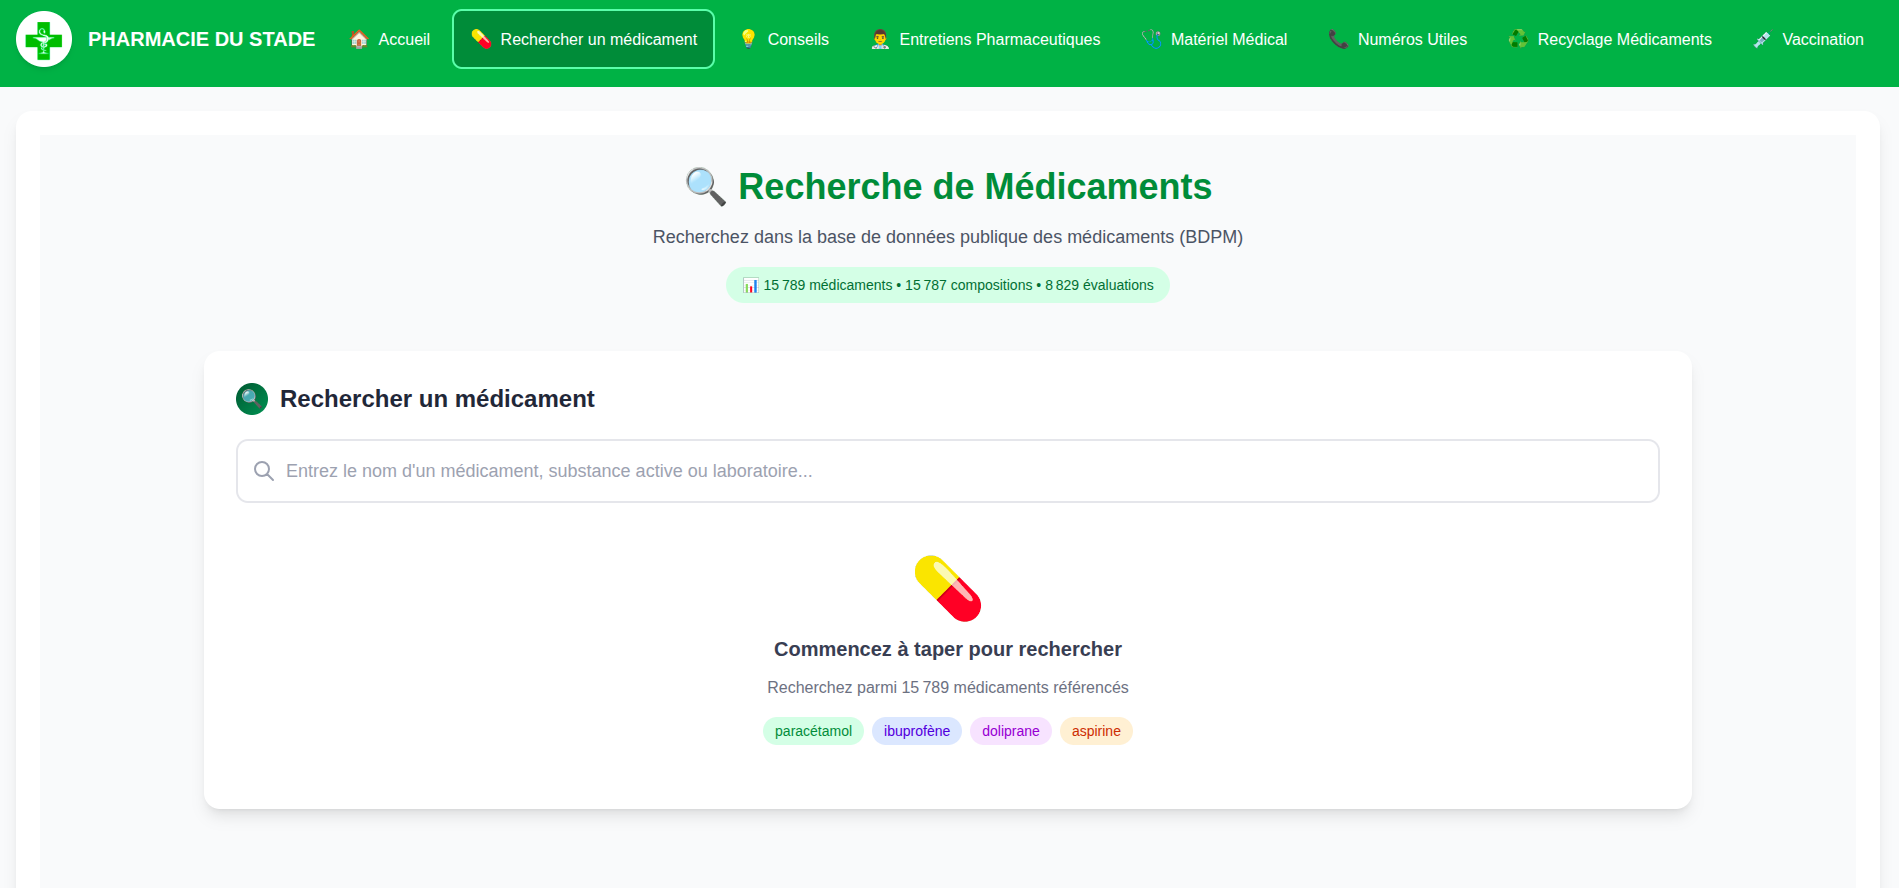 PHARMACIE DU STADE
Accueil
Rechercher un médicament
Conseils
Entretiens Pharmaceutiques
Matériel Médical
Numéros Utiles
Recyclage Médicaments
Vaccination
Recherche de Médicaments
Recherchez dans la base de données publique des médicaments (BDPM)
15 789 médicaments • 15 787 compositions • 8 829 évaluations
Rechercher un médicament
Entrez le nom d'un médicament, substance active ou laboratoire...
Commencez à taper pour rechercher
Recherchez parmi 15 789 médicaments référencés
paracétamol ibuprofène doliprane aspirine